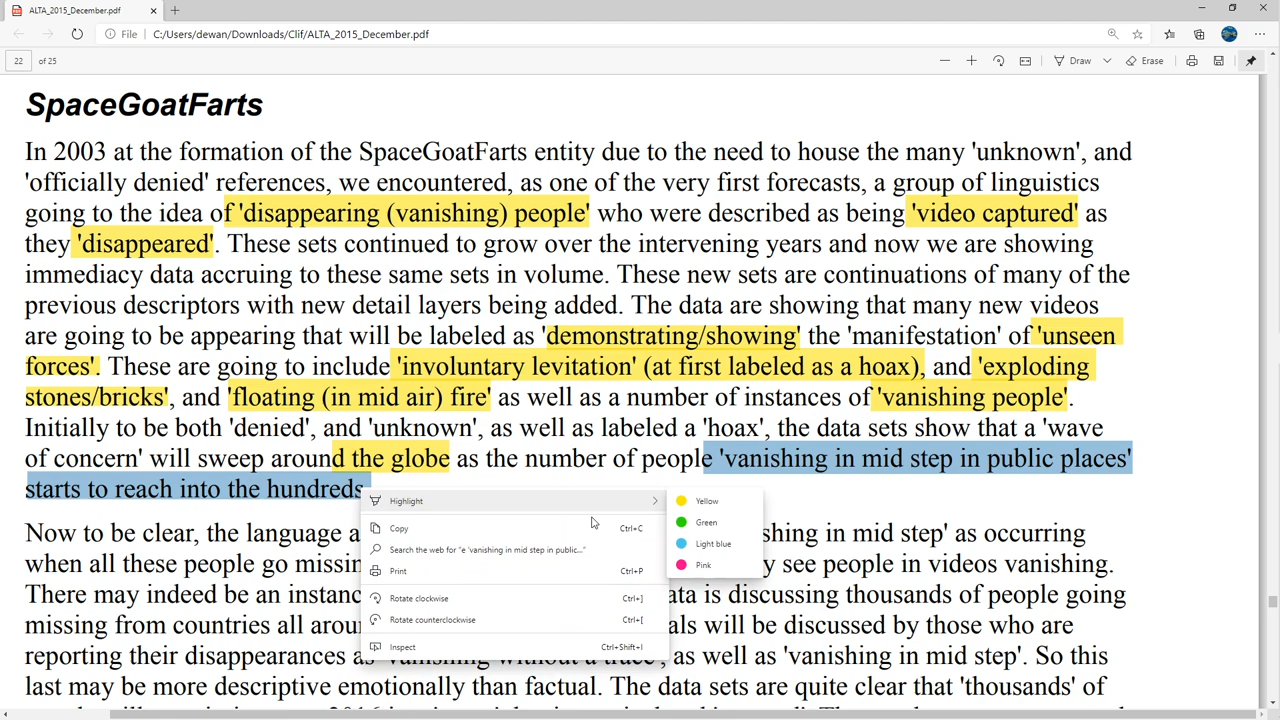 ALTA_2015_December.pdf
File
C:/Users/dewan/Downloads/Clif/ALTA_2015_December.pdf
22 of 25
Draw
Erase
SpaceGoatFarts
In 2003 at the formation of the SpaceGoatFarts entity due to the need to house the many 'unknown', and
'officially denied' references, we encountered, as one of the very first forecasts, a group of linguistics
going to the idea of 'disappearing (vanishing) people' who were described as being 'video captured' as
they 'disappeared'. These sets continued to grow over the intervening years and now we are showing
immediacy data accruing to these same sets in volume. These new sets are continuations of many of the
previous descriptors with new detail layers being added. The data are showing that many new videos
are going to be appearing that will be labeled as 'demonstrating/showing' the 'manifestation' of 'unseen
forces'. These are going to include 'involuntary levitation' (at first labeled as a hoax), and 'exploding
stones/bricks', and 'floating (in mid air) fire' as well as a number of instances of 'vanishing people'.
Initially to be both 'denied', and 'unknown', as well as labeled a 'hoax', the data sets show that a 'wave
of concern' will sweep around the globe as the number of people 'vanishing in mid step in public places'
starts to reach into the hundreds.
Highlight
Yellow
Green
Copy Ctrl+C
Light blue
Search the web for "e 'vanishing in mid step in public..."
Pink
Print Ctrl+P
Rotate clockwise Ctrl+]
Rotate counterclockwise Ctrl+[
Inspect Ctrl+Shift+I
Now to be clear, the language a shing in mid step' as occurring
when all these people go missin y see people in videos vanishing.
There may indeed be an instanc ata is discussing thousands of people going
missing from countries all arou als will be discussed by those who are
reporting their disappearances as 'vanishing without a trace', as well as 'vanishing in mid step'. So this
last may be more descriptive emotionally than factual. The data sets are quite clear that 'thousands' of